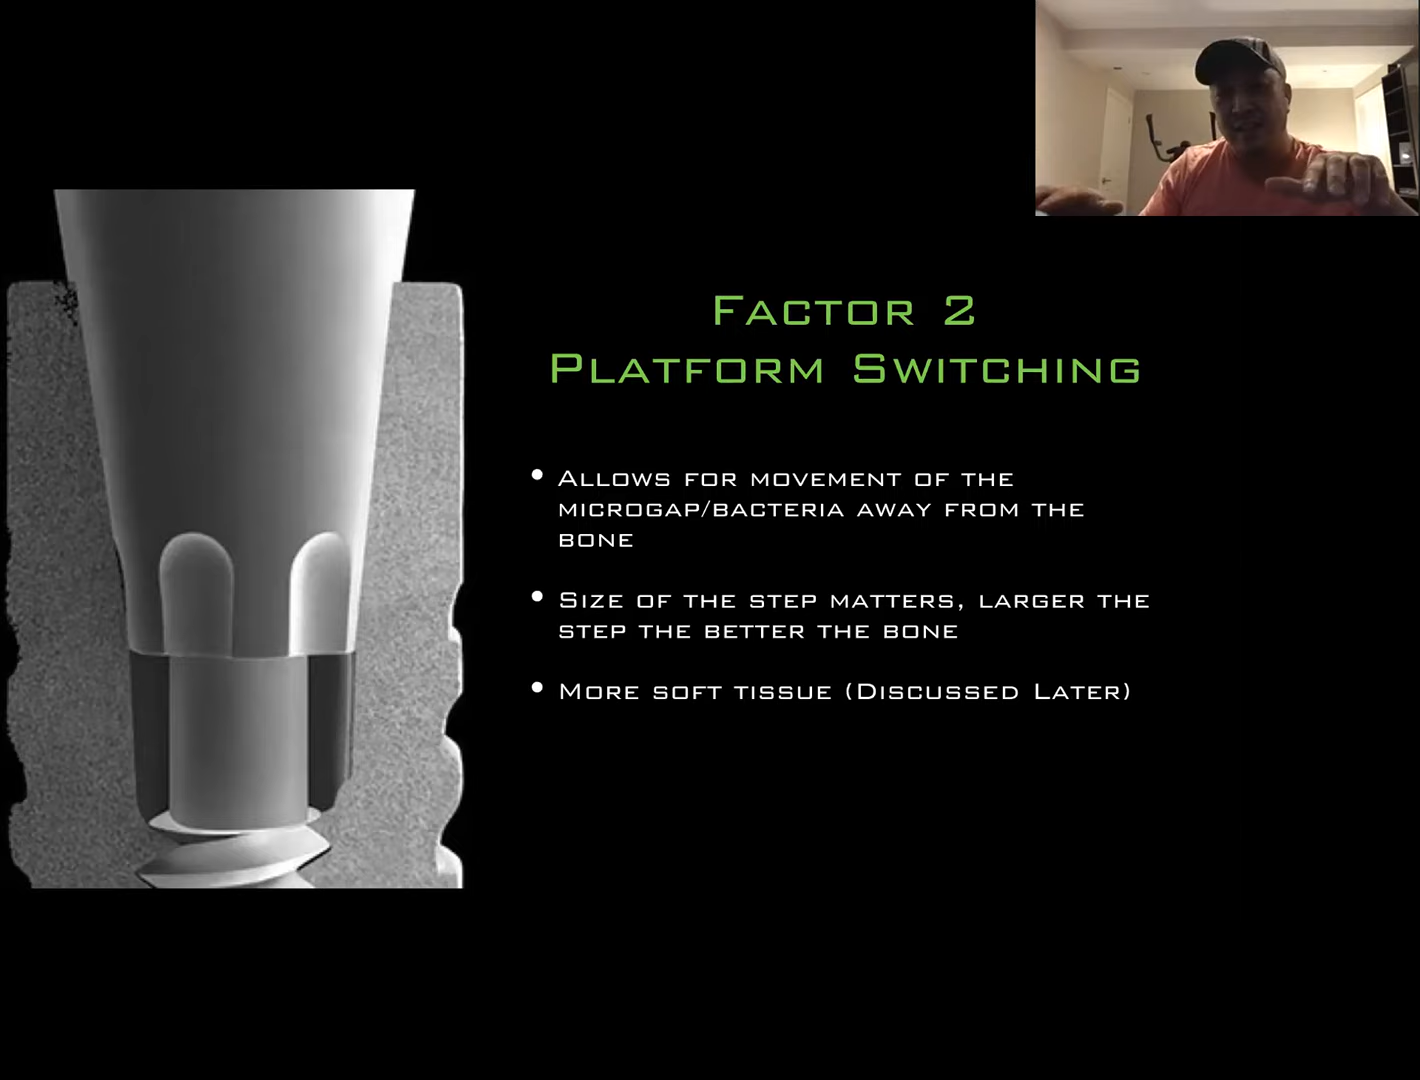 Factor 2
Platform Switching
• Allows for movement of the
microgap/bacteria away from the
bone
• Size of the step matters, larger the
step the better the bone
• More soft tissue (Discussed Later)